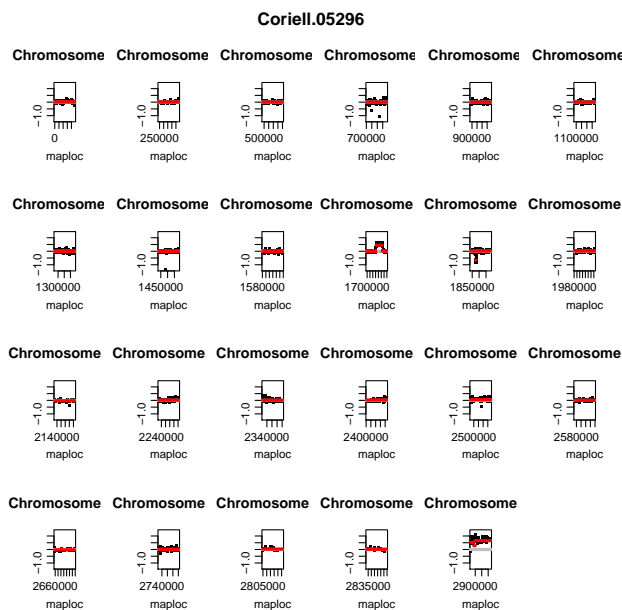 Coriell.05296
Chromosome Chromosome Chromosome Chromosome Chromosome Chromosome
-1.0 -1.0 -1.0 -1.0 -1.0 -1.0
0 250000 500000 700000 900000 1100000
maploc maploc maploc maploc maploc maploc
Chromosome Chromosome Chromosome Chromosome Chromosome Chromosome
-1.0 -1.0 -1.0 -1.0 -1.0 -1.0
1300000 1450000 1580000 1700000 1850000 1980000
maploc maploc maploc maploc maploc maploc
Chromosome Chromosome Chromosome Chromosome Chromosome Chromosome
-1.0 -1.0 -1.0 -1.0 -1.0 -1.0
2140000 2240000 2340000 2400000 2500000 2580000
maploc maploc maploc maploc maploc maploc
Chromosome Chromosome Chromosome Chromosome Chromosome
-1.0 -1.0 -1.0 -1.0 -1.0
2660000 2740000 2805000 2835000 2900000
maploc maploc maploc maploc maploc